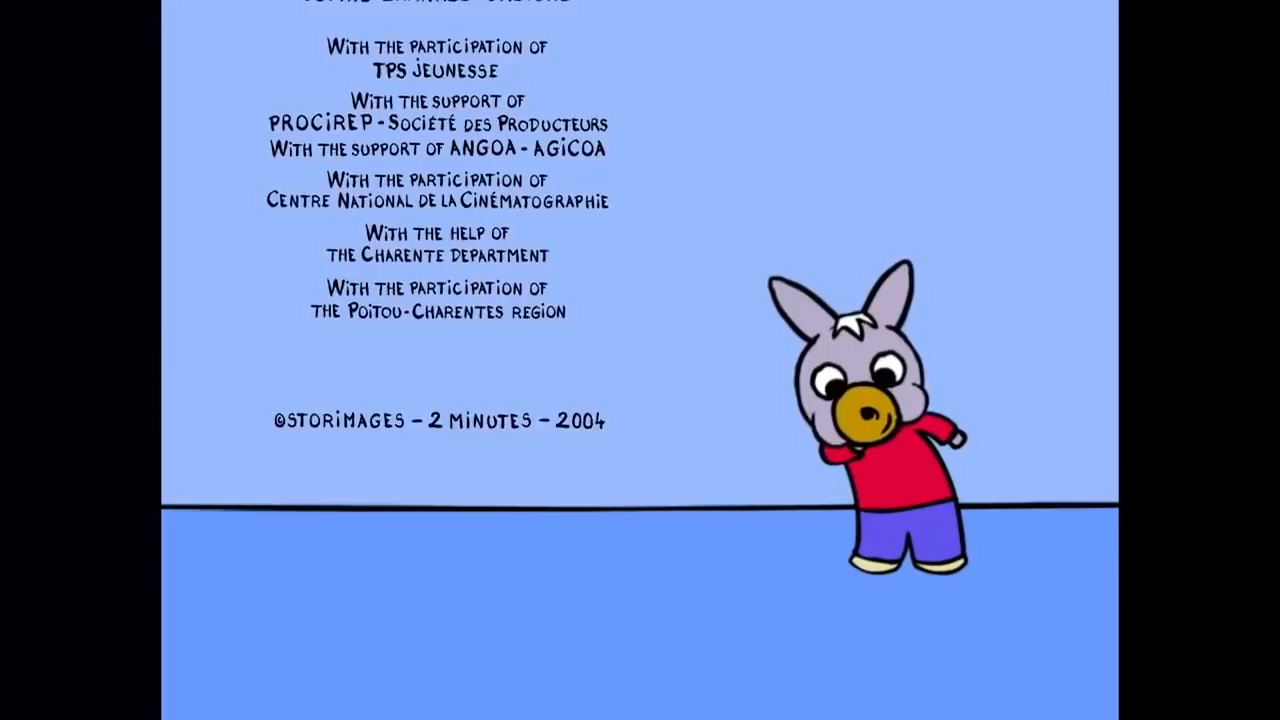 WiTH THE PARTiCiPATiON OF
TPS JEUNESSE
WiTH THE SUPPORT OF
PROCiREP - SOCiÉTÉ DES PRODUCTEURS
WiTH THE SUPPORT OF ANGOA - AGiCOA
WiTH THE PARTiCiPATiON OF
CENTRE NATiONAL DE LA CiNÉMATOGRAPHiE
WiTH THE HELP OF
THE CHARENTE DEPARTMENT
WiTH THE PARTiCiPATiON OF
THE POiTOU-CHARENTES REGiON
©STORiMAGES - 2 MiNUTES - 2004